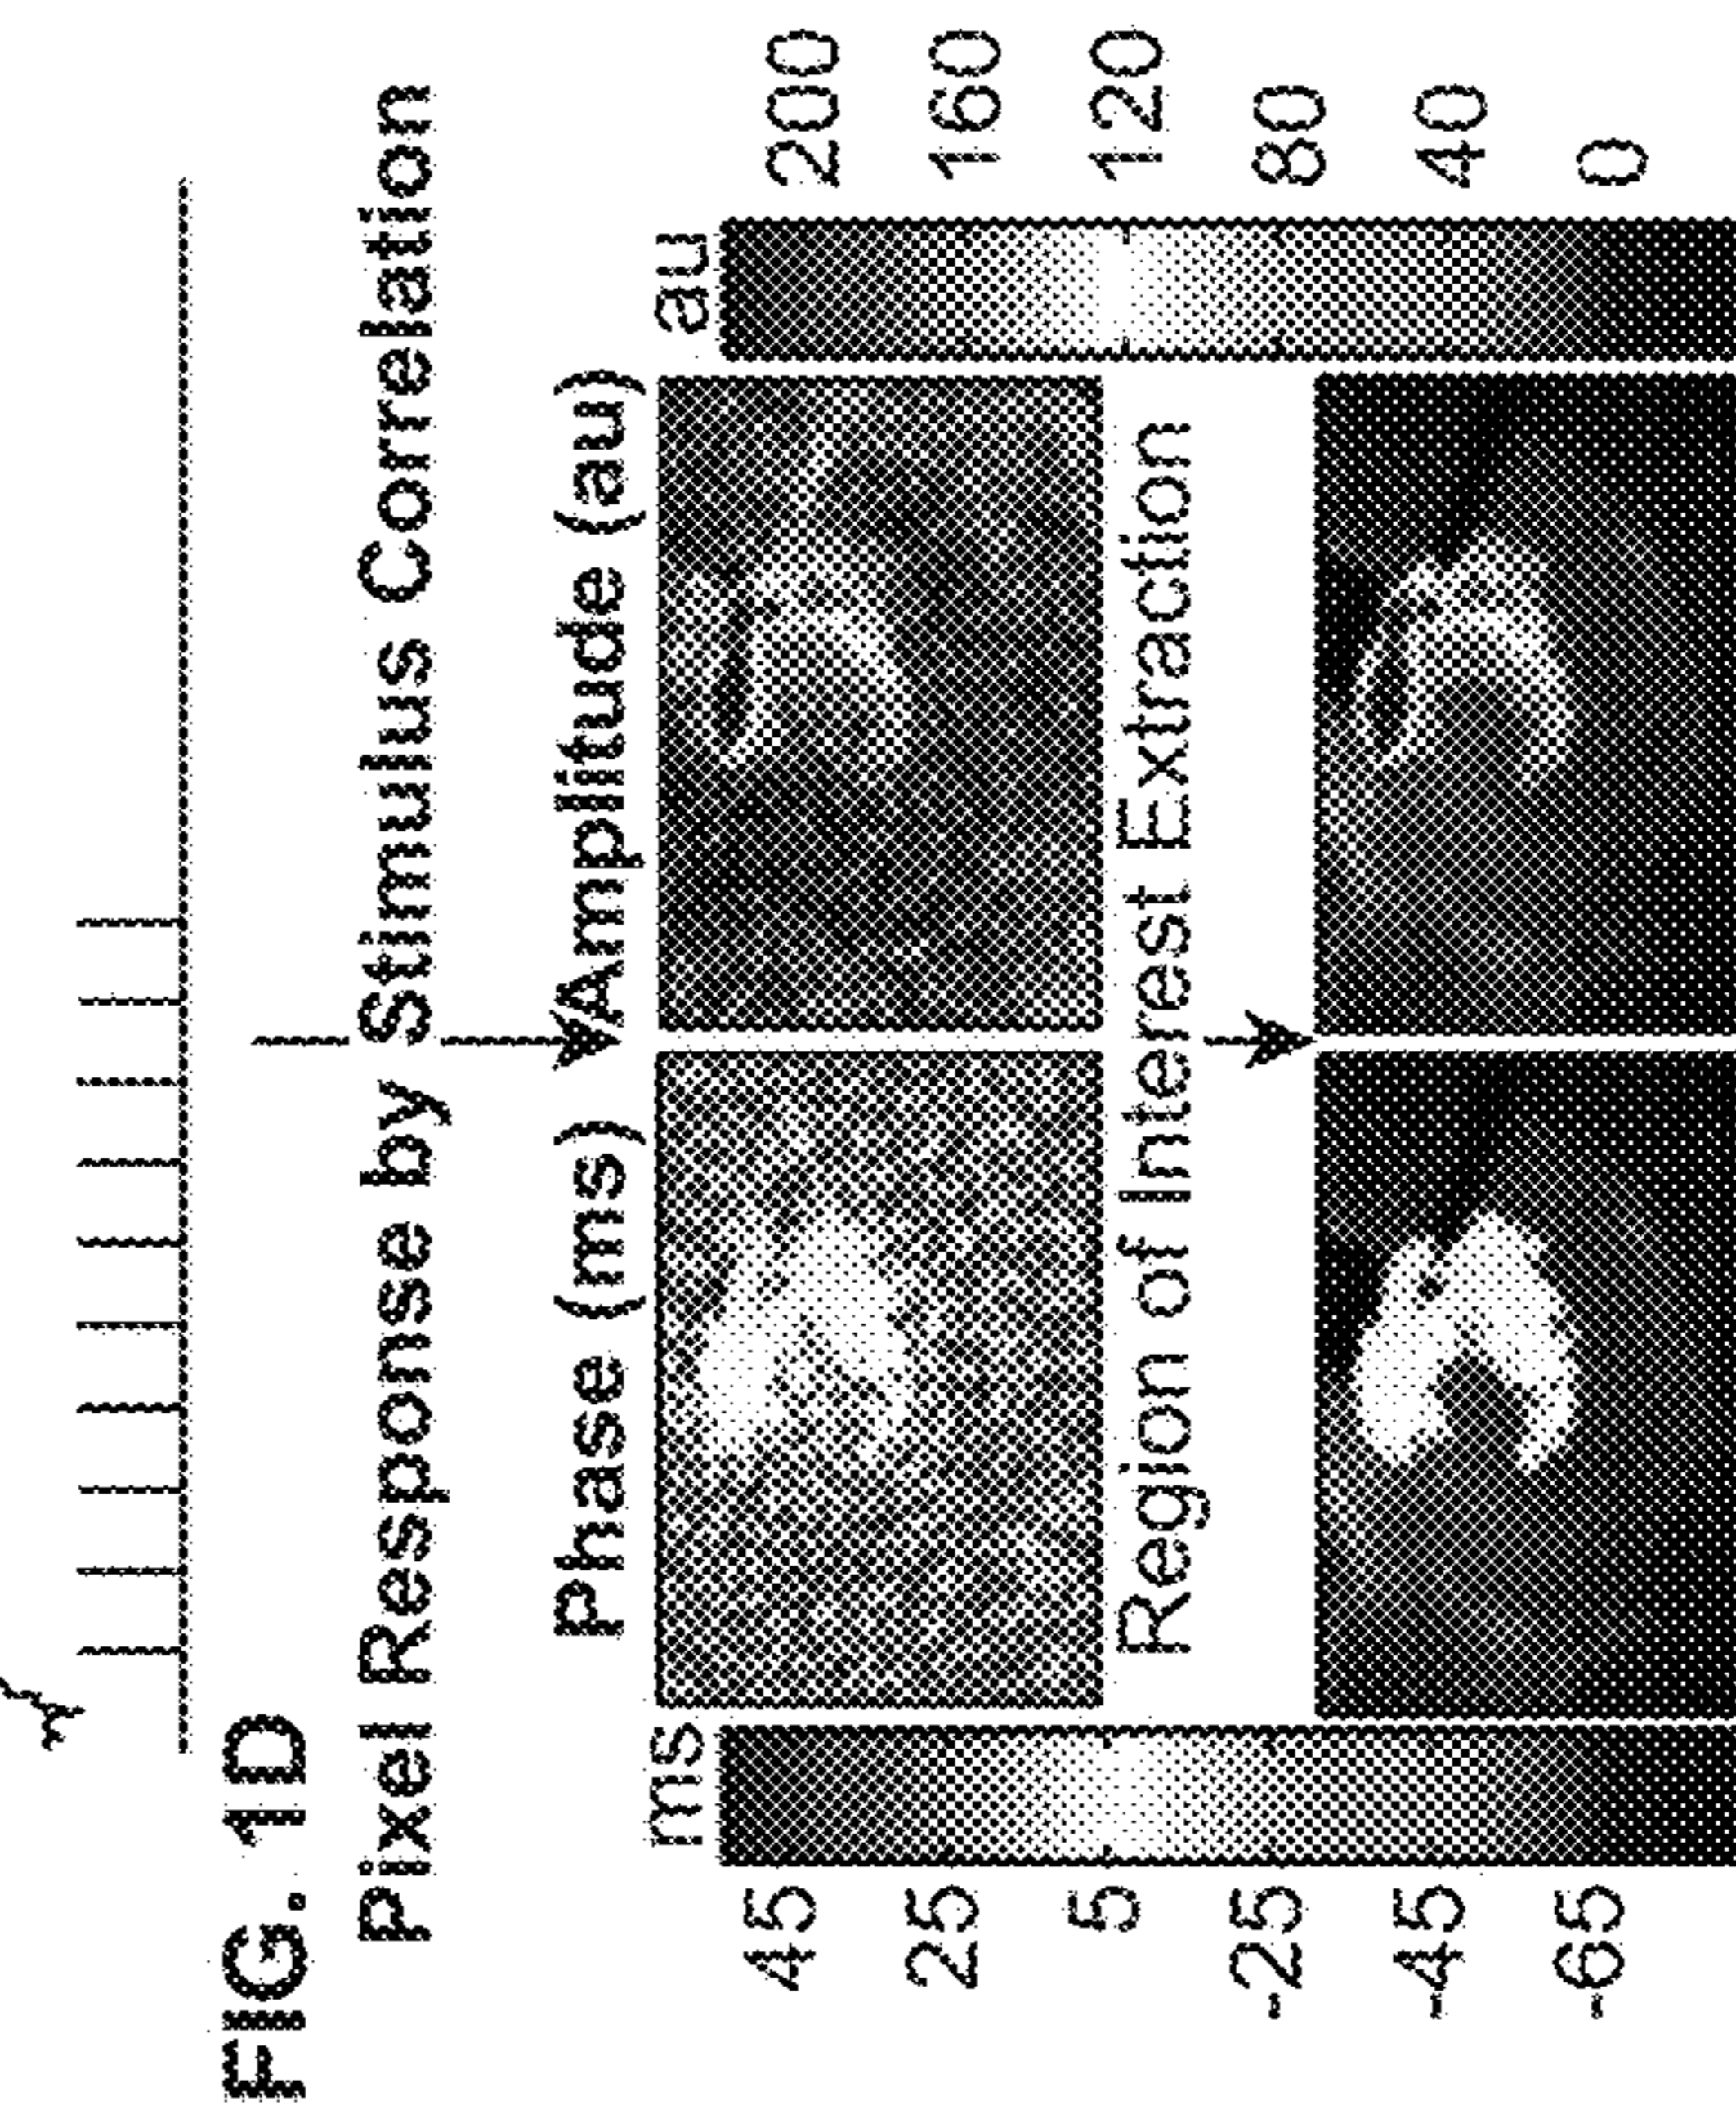 FIG. 1D
Pixel Response by Stimulus Correlation
Phase (ms) Amplitude (au)
ms
au
45
25
5
-25
-45
-65
200
160
120
80
40
0
Region of Interest Extraction